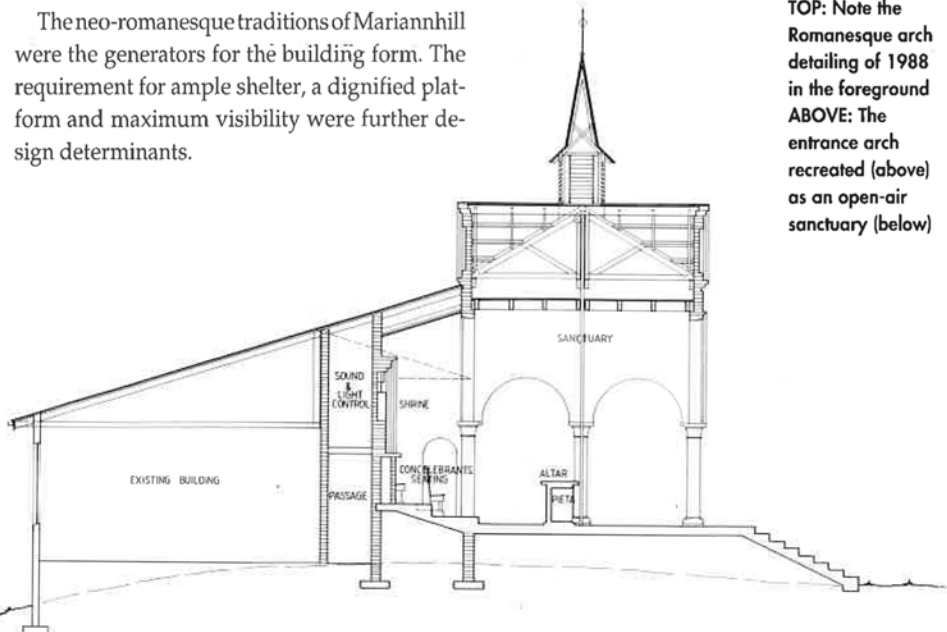 The neo-romanesque traditions of Mariannhill
were the generators for the building form. The
requirement for ample shelter, a dignified plat-
form and maximum visibility were further de-
sign determinants.
TOP: Note the
Romanesque arch
detailing of 1988
in the foreground
ABOVE: The
entrance arch
recreated (above)
as an open-air
sanctuary (below)
SANCTUARY
SOUND
&
LIGHT
CONTROL
SHRINE
EXISTING BUILDING
PASSAGE
CONCELEBRANTS
SEATING
ALTAR
PIETA